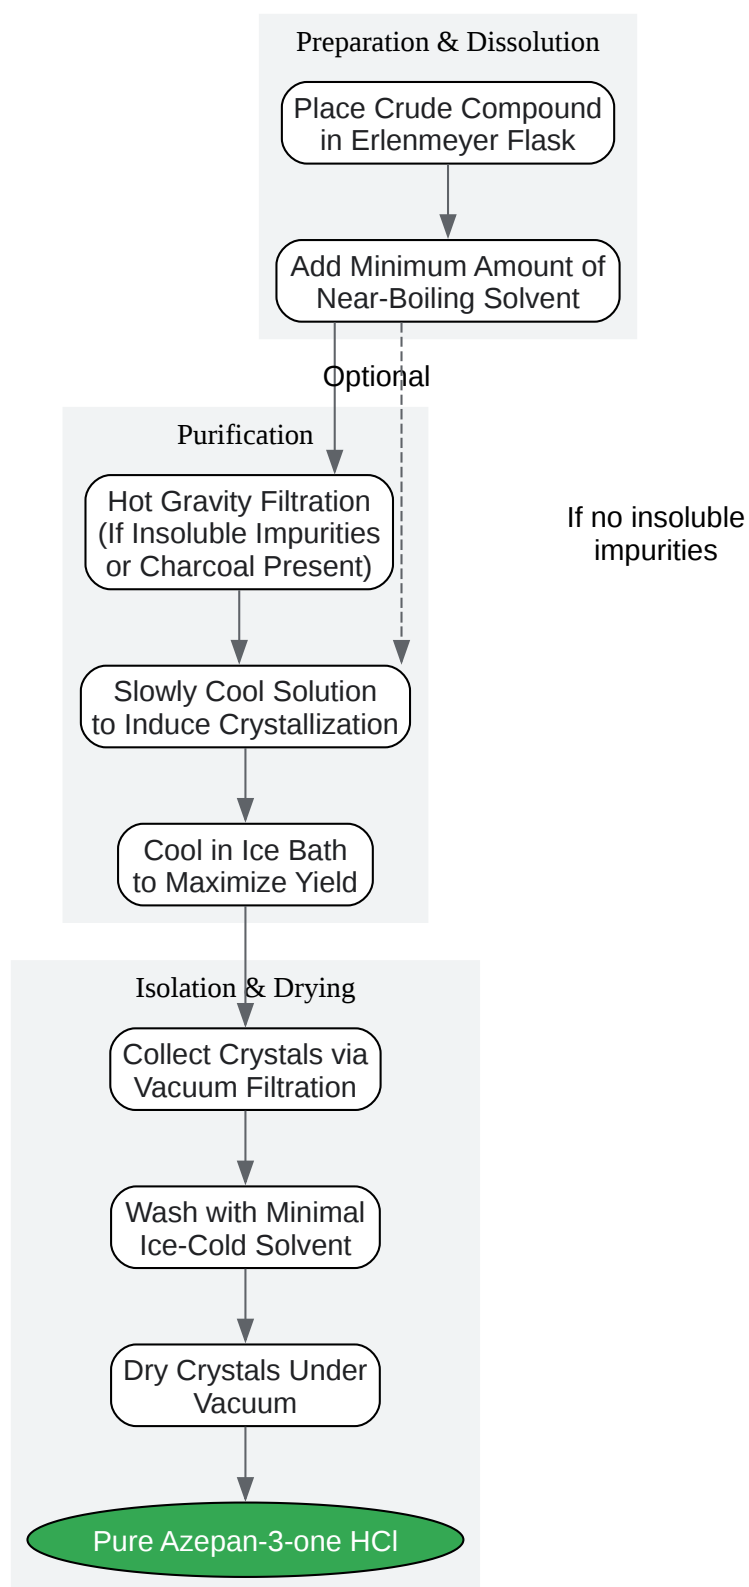 Preparation & Dissolution
Place Crude Compound
in Erlenmeyer Flask
Add Minimum Amount of
Near-Boiling Solvent
Optional
Purification
Hot Gravity Filtration
(If Insoluble Impurities
or Charcoal Present)
If no insoluble
impurities
Slowly Cool Solution
to Induce Crystallization
Cool in Ice Bath
to Maximize Yield
Isolation & Drying
Collect Crystals via
Vacuum Filtration
Wash with Minimal
Ice-Cold Solvent
Dry Crystals Under
Vacuum
Pure Azepan-3-one HCl